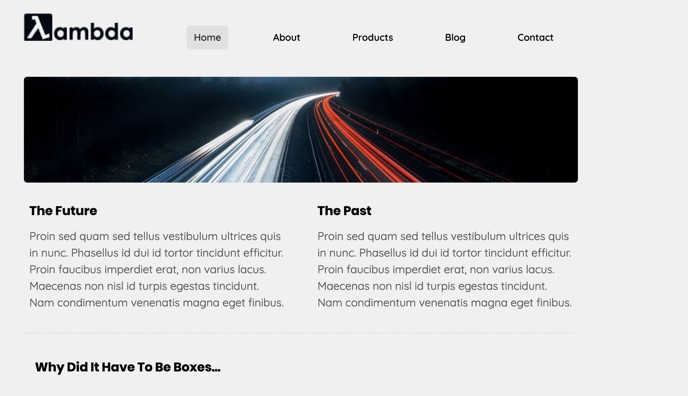 λambda
Home About Products Blog Contact
The Future
Proin sed quam sed tellus vestibulum ultrices quis
in nunc. Phasellus id dui id tortor tincidunt efficitur.
Proin faucibus imperdiet erat, non varius lacus.
Maecenas non nisl id turpis egestas tincidunt.
Nam condimentum venenatis magna eget finibus.
The Past
Proin sed quam sed tellus vestibulum ultrices quis
in nunc. Phasellus id dui id tortor tincidunt efficitur.
Proin faucibus imperdiet erat, non varius lacus.
Maecenas non nisl id turpis egestas tincidunt.
Nam condimentum venenatis magna eget finibus.
Why Did It Have To Be Boxes...